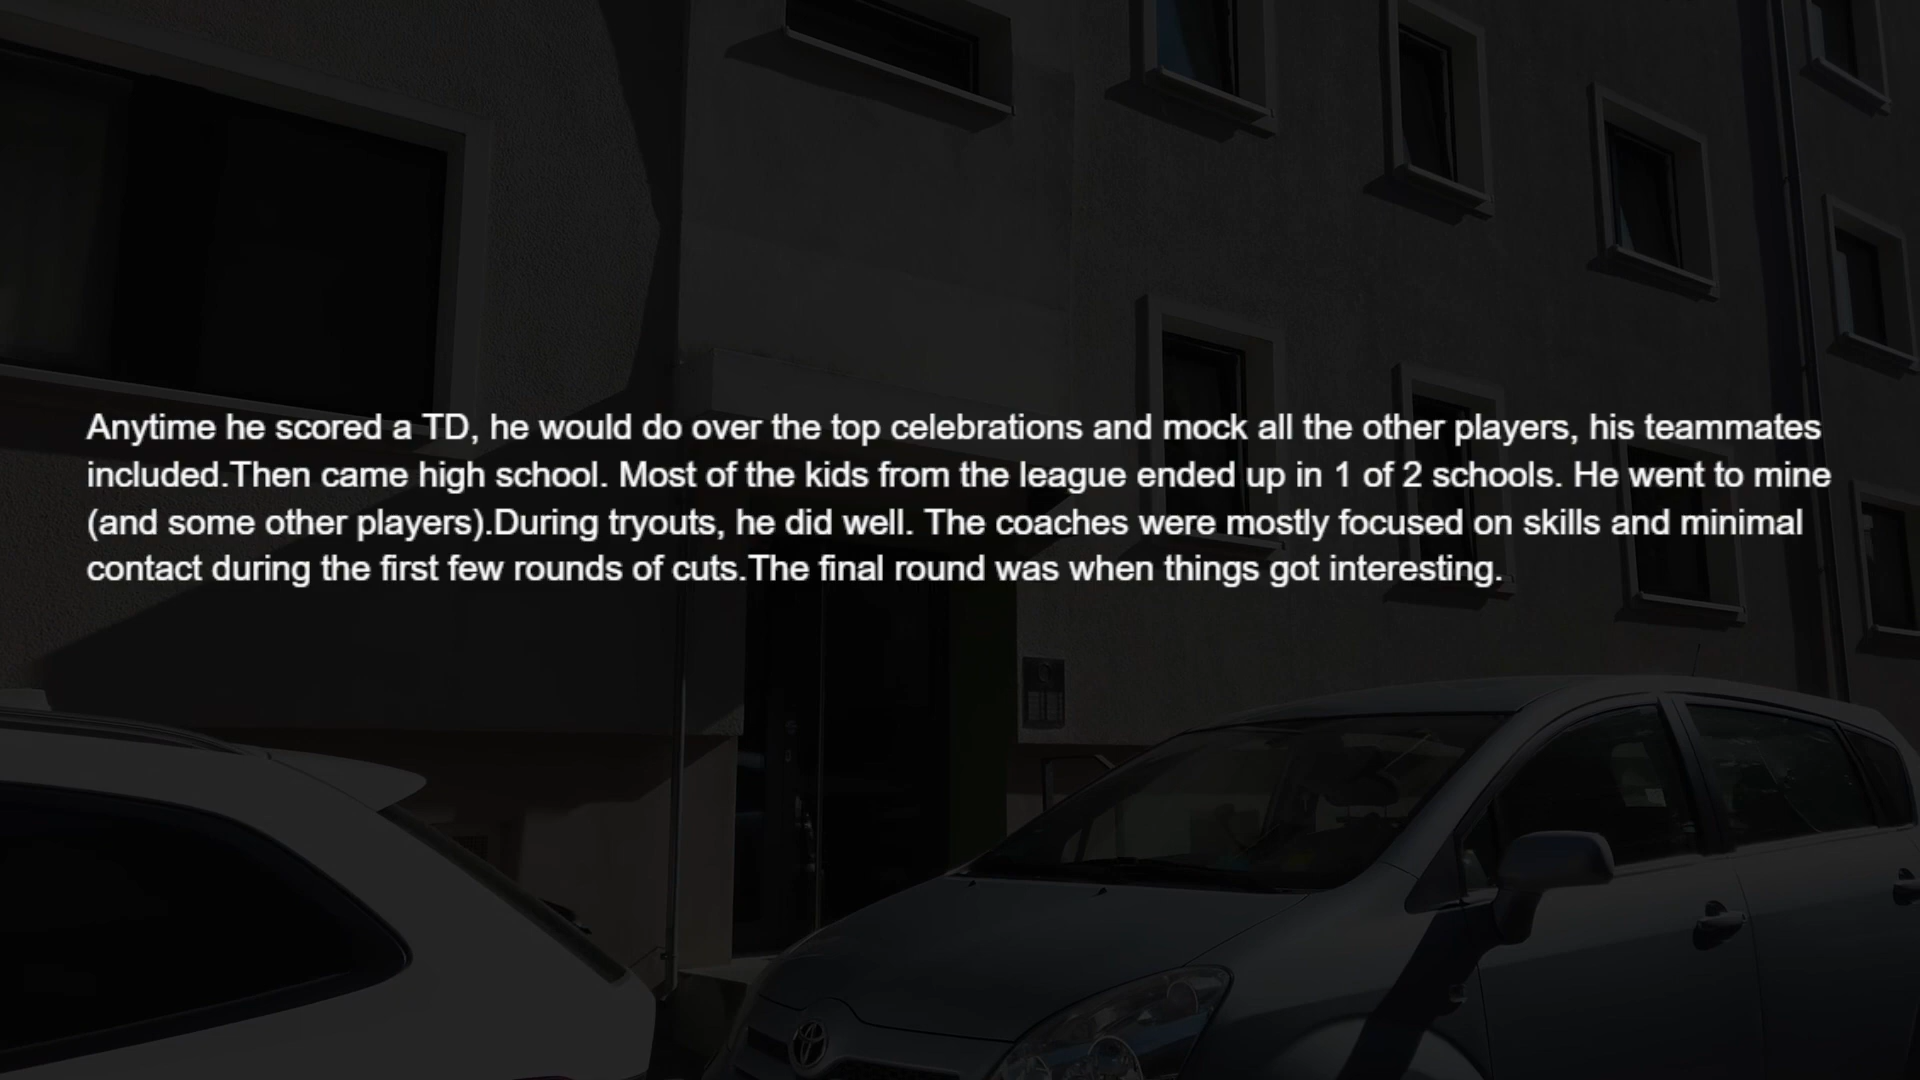 Anytime he scored a TD, he would do over the top celebrations and mock all the other players, his teammates
included.Then came high school. Most of the kids from the league ended up in 1 of 2 schools. He went to mine
(and some other players).During tryouts, he did well. The coaches were mostly focused on skills and minimal
contact during the first few rounds of cuts.The final round was when things got interesting.